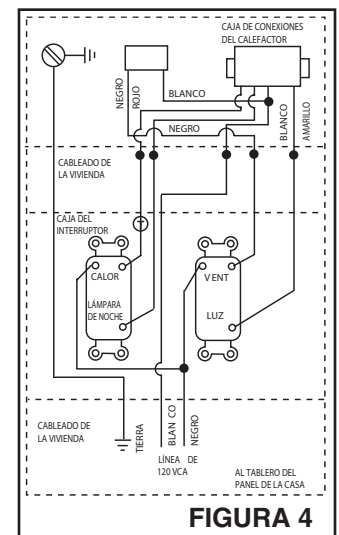 CAJA DE CONEXIONES
DEL CALEFACTOR
NEGRO
ROJO
BLANCO
NEGRO
BLANCO
AMARILLO
CABLEADO DE
LA VIVIENDA
CAJA DEL
INTERRUPTOR
T
CALOR
LÁMPARA
DE NOCHE
V ENT
LUZ
CABLEADO DE
LA VIVIENDA
TIERRA
BLAN CO
NEGRO
LÍNEA DE
120 VCA
AL TABLERO DEL
PANEL DE LA CASA
FIGURA 4